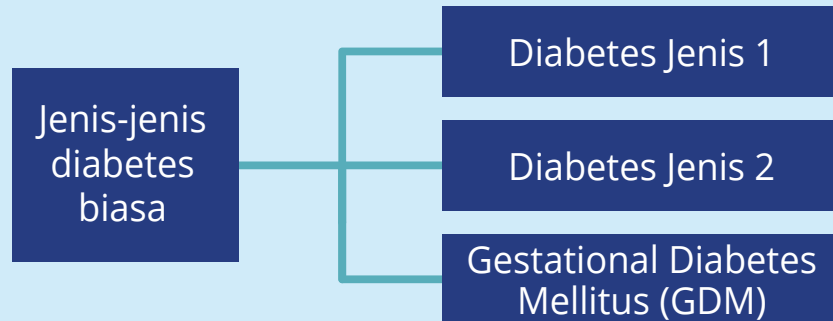 Jenis-jenis
diabetes
biasa
Diabetes Jenis 1
Diabetes Jenis 2
Gestational Diabetes
Mellitus (GDM)